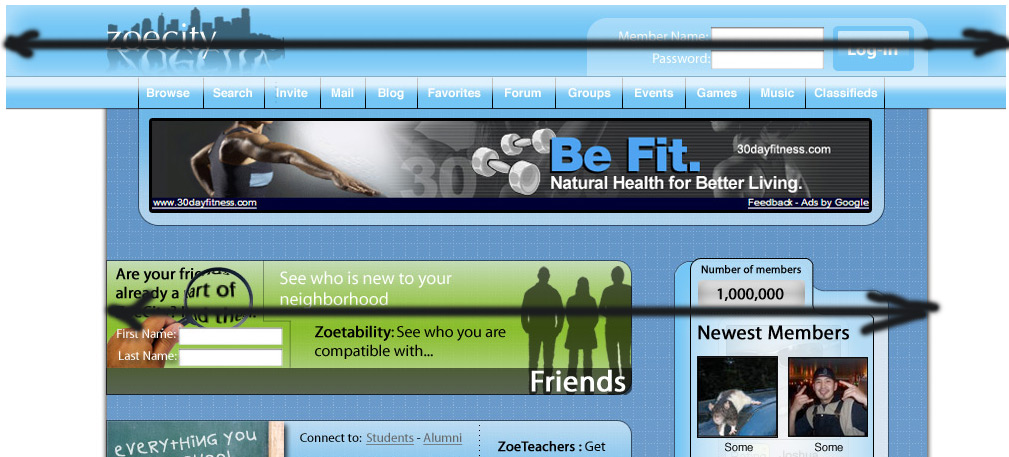 zoecity
Member Name:
Password:
Log-in
Browse Search Invite Mail Blog Favorites Forum Groups Events Games Music Classifieds
30
Be Fit.
30dayfitness.com
Natural Health for Better Living.
www.30dayfitness.com
Feedback - Ads by Google
Are your friends
already a part of
See who is new to your
neighborhood
First Name:
Last Name:
Zoetability: See who you are
compatible with...
Friends
Number of members
1,000,000
Newest Members
Some
Some
Joshua
everything you
Connect to: Students - Alumni
ZoeTeachers : Get